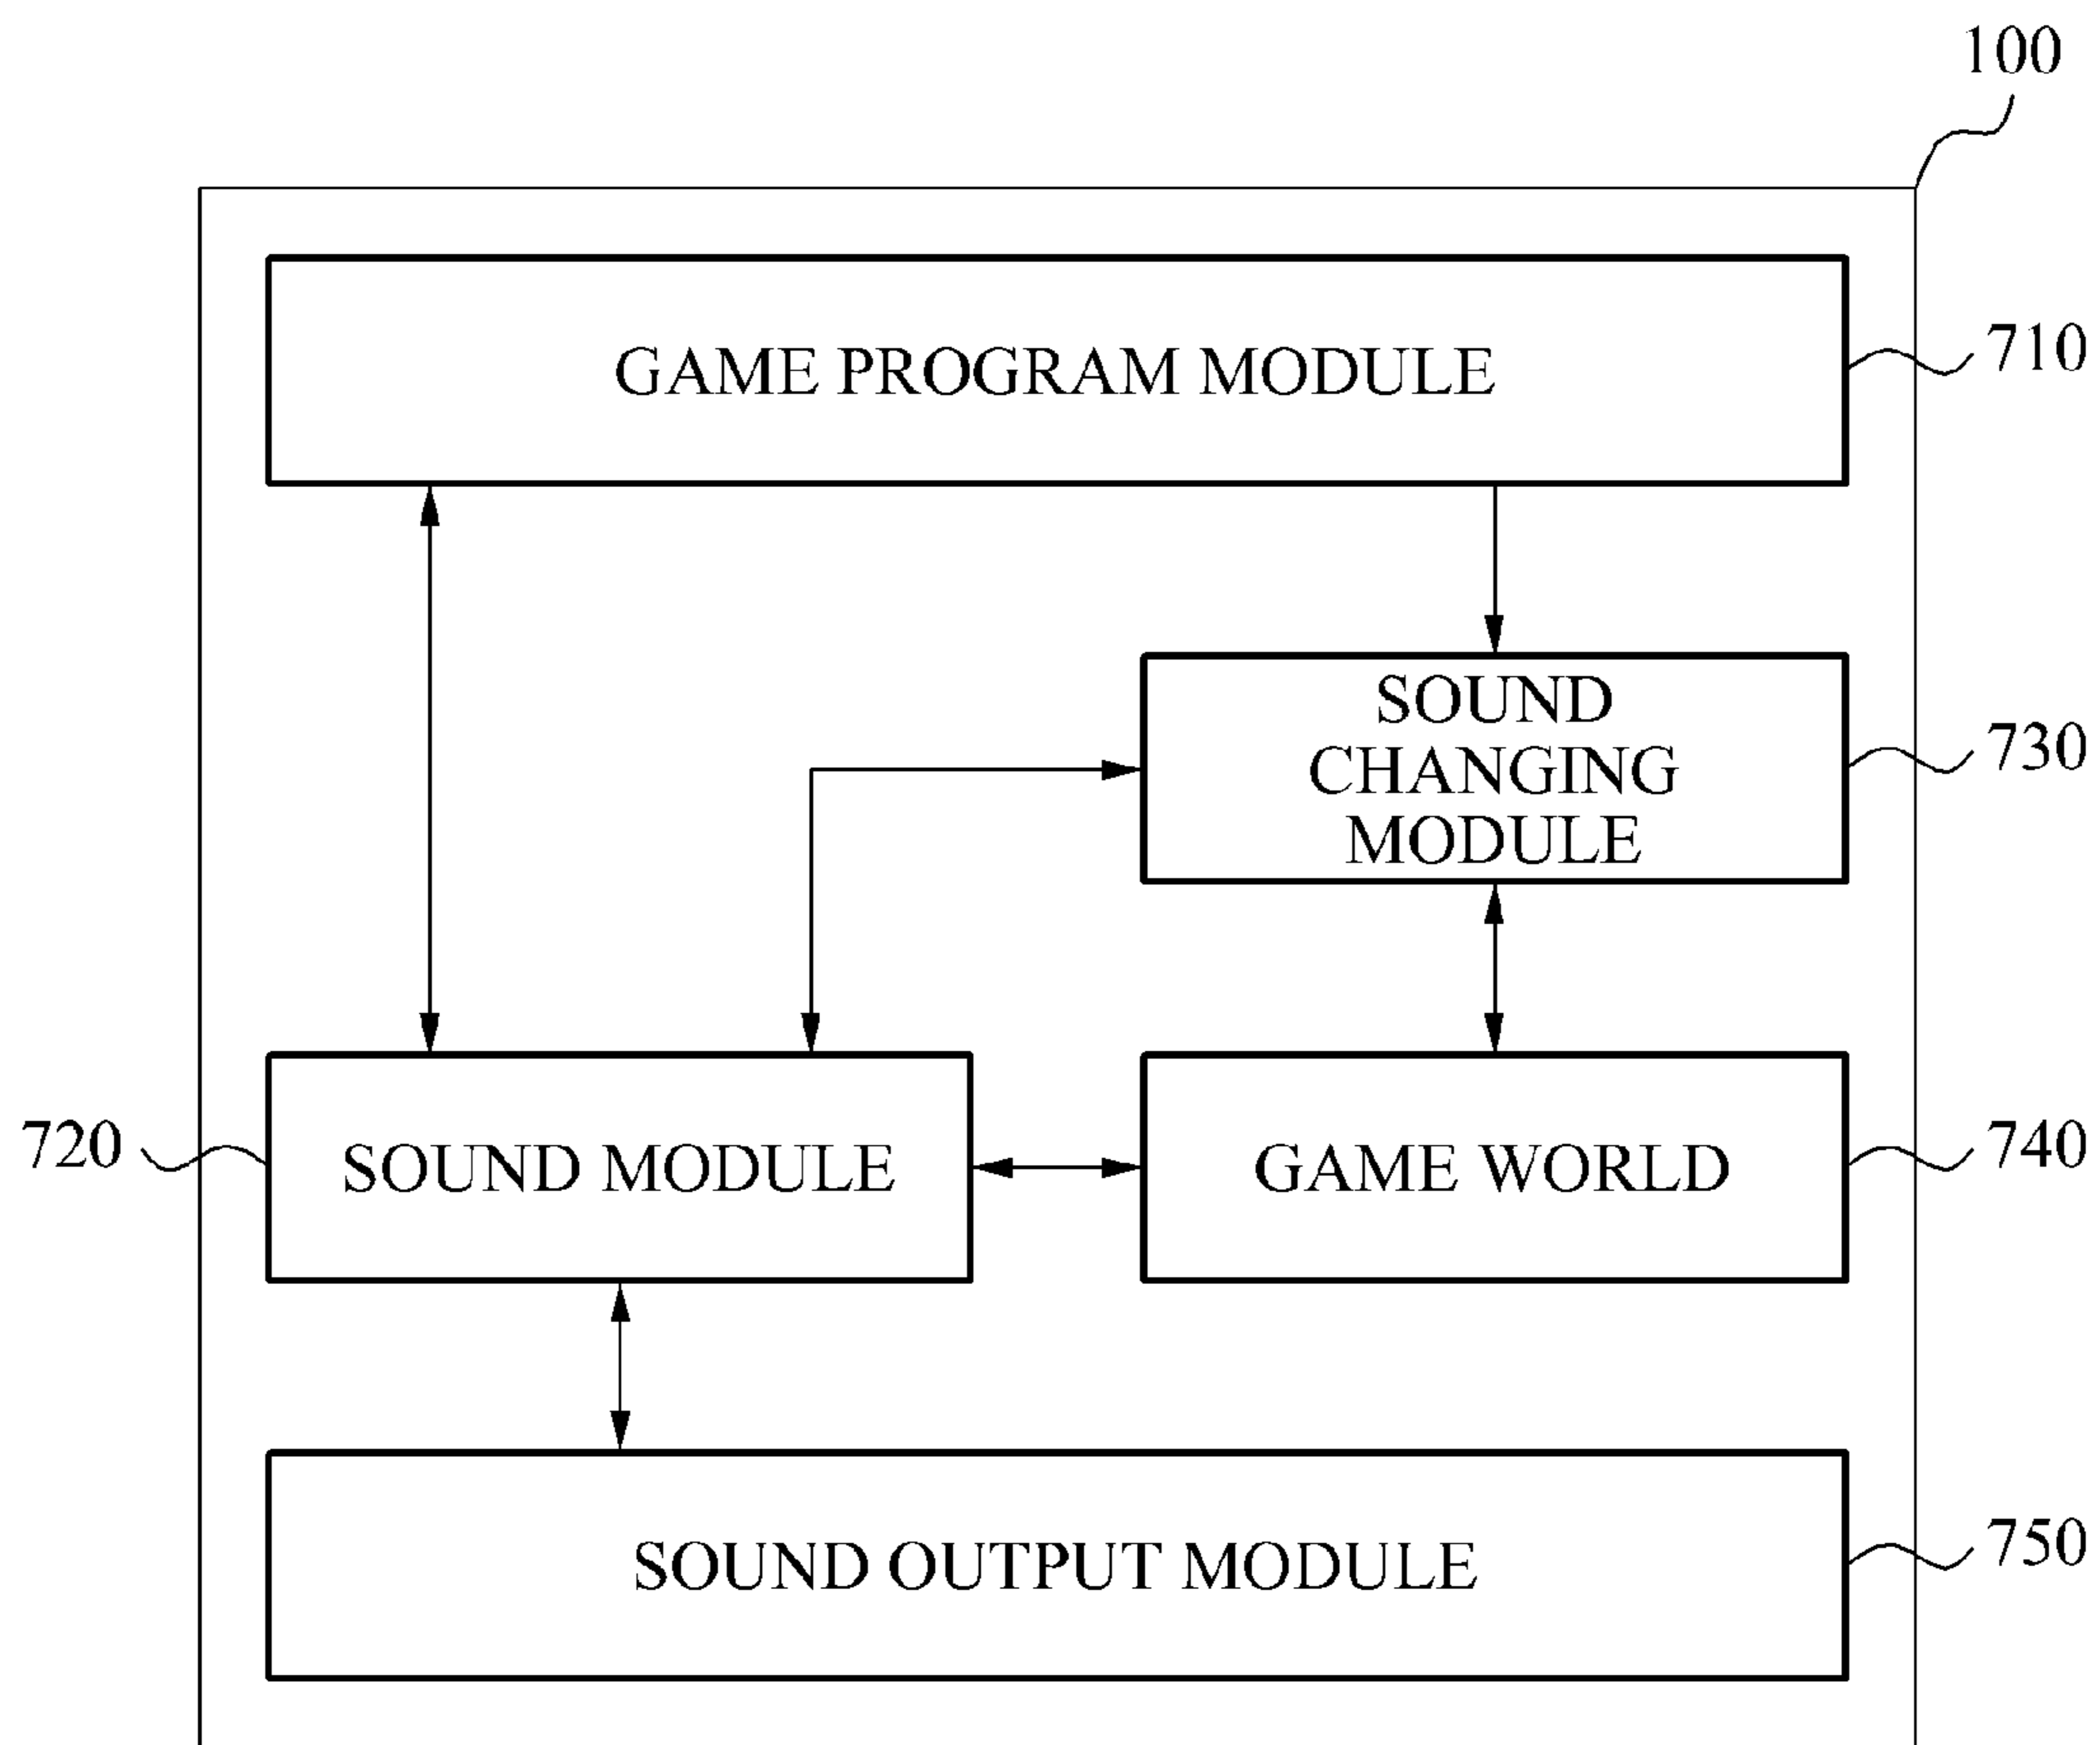 100
GAME PROGRAM MODULE
710
SOUND
CHANGING
MODULE
730
720
SOUND MODULE
GAME WORLD
740
SOUND OUTPUT MODULE
750